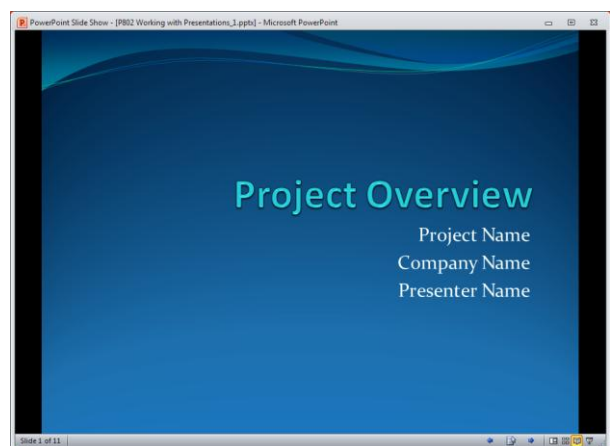 PowerPoint Slide Show - [P802 Working with Presentations_1.pptx] - Microsoft PowerPoint
Project Overview
Project Name
Company Name
Presenter Name
Slide 1 of 11